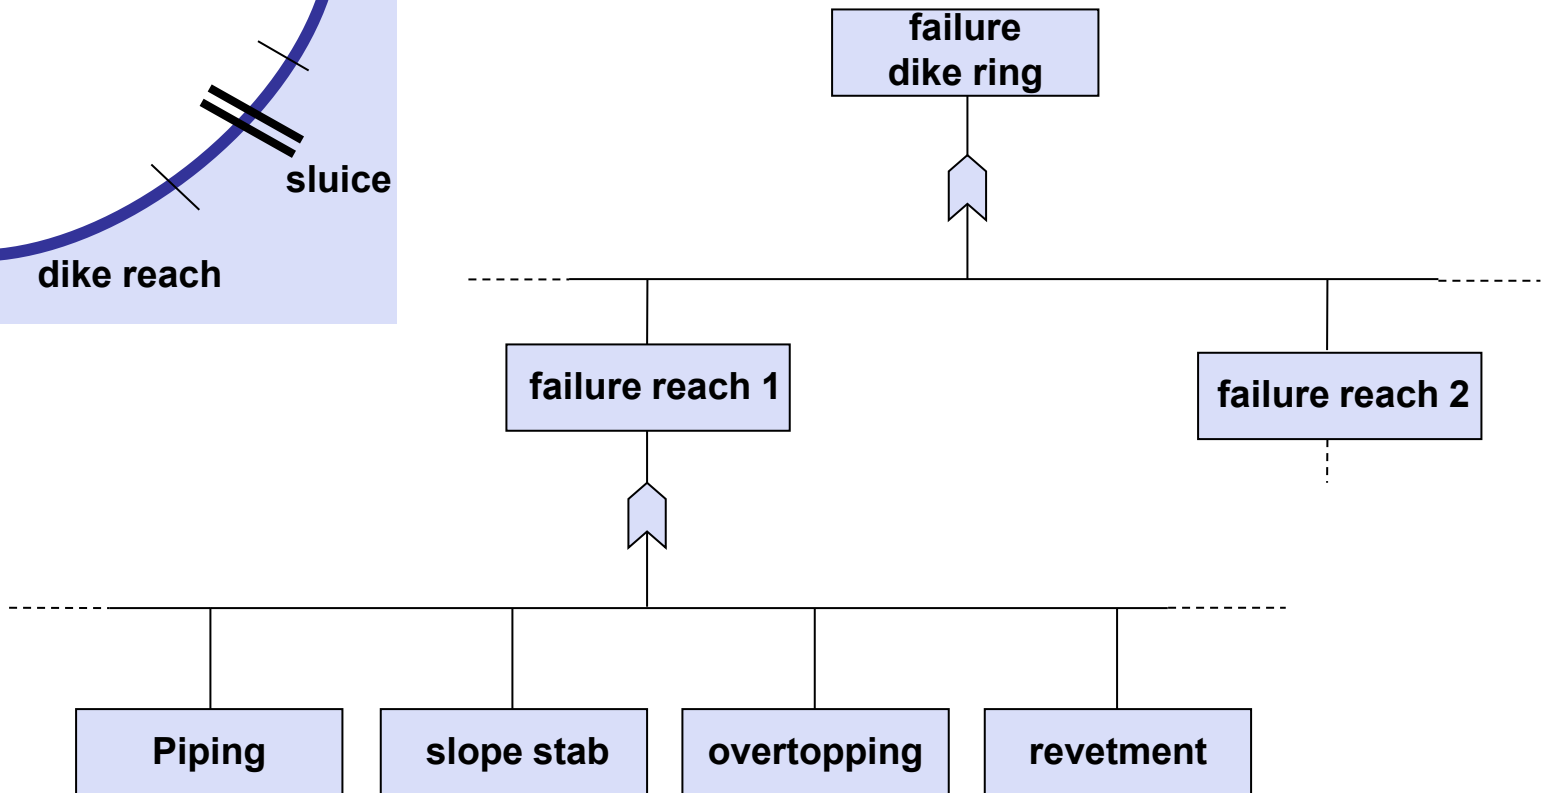 failure
dike ring
sluice
dike reach
failure reach 1
failure reach 2
Piping
slope stab
overtopping
revetment